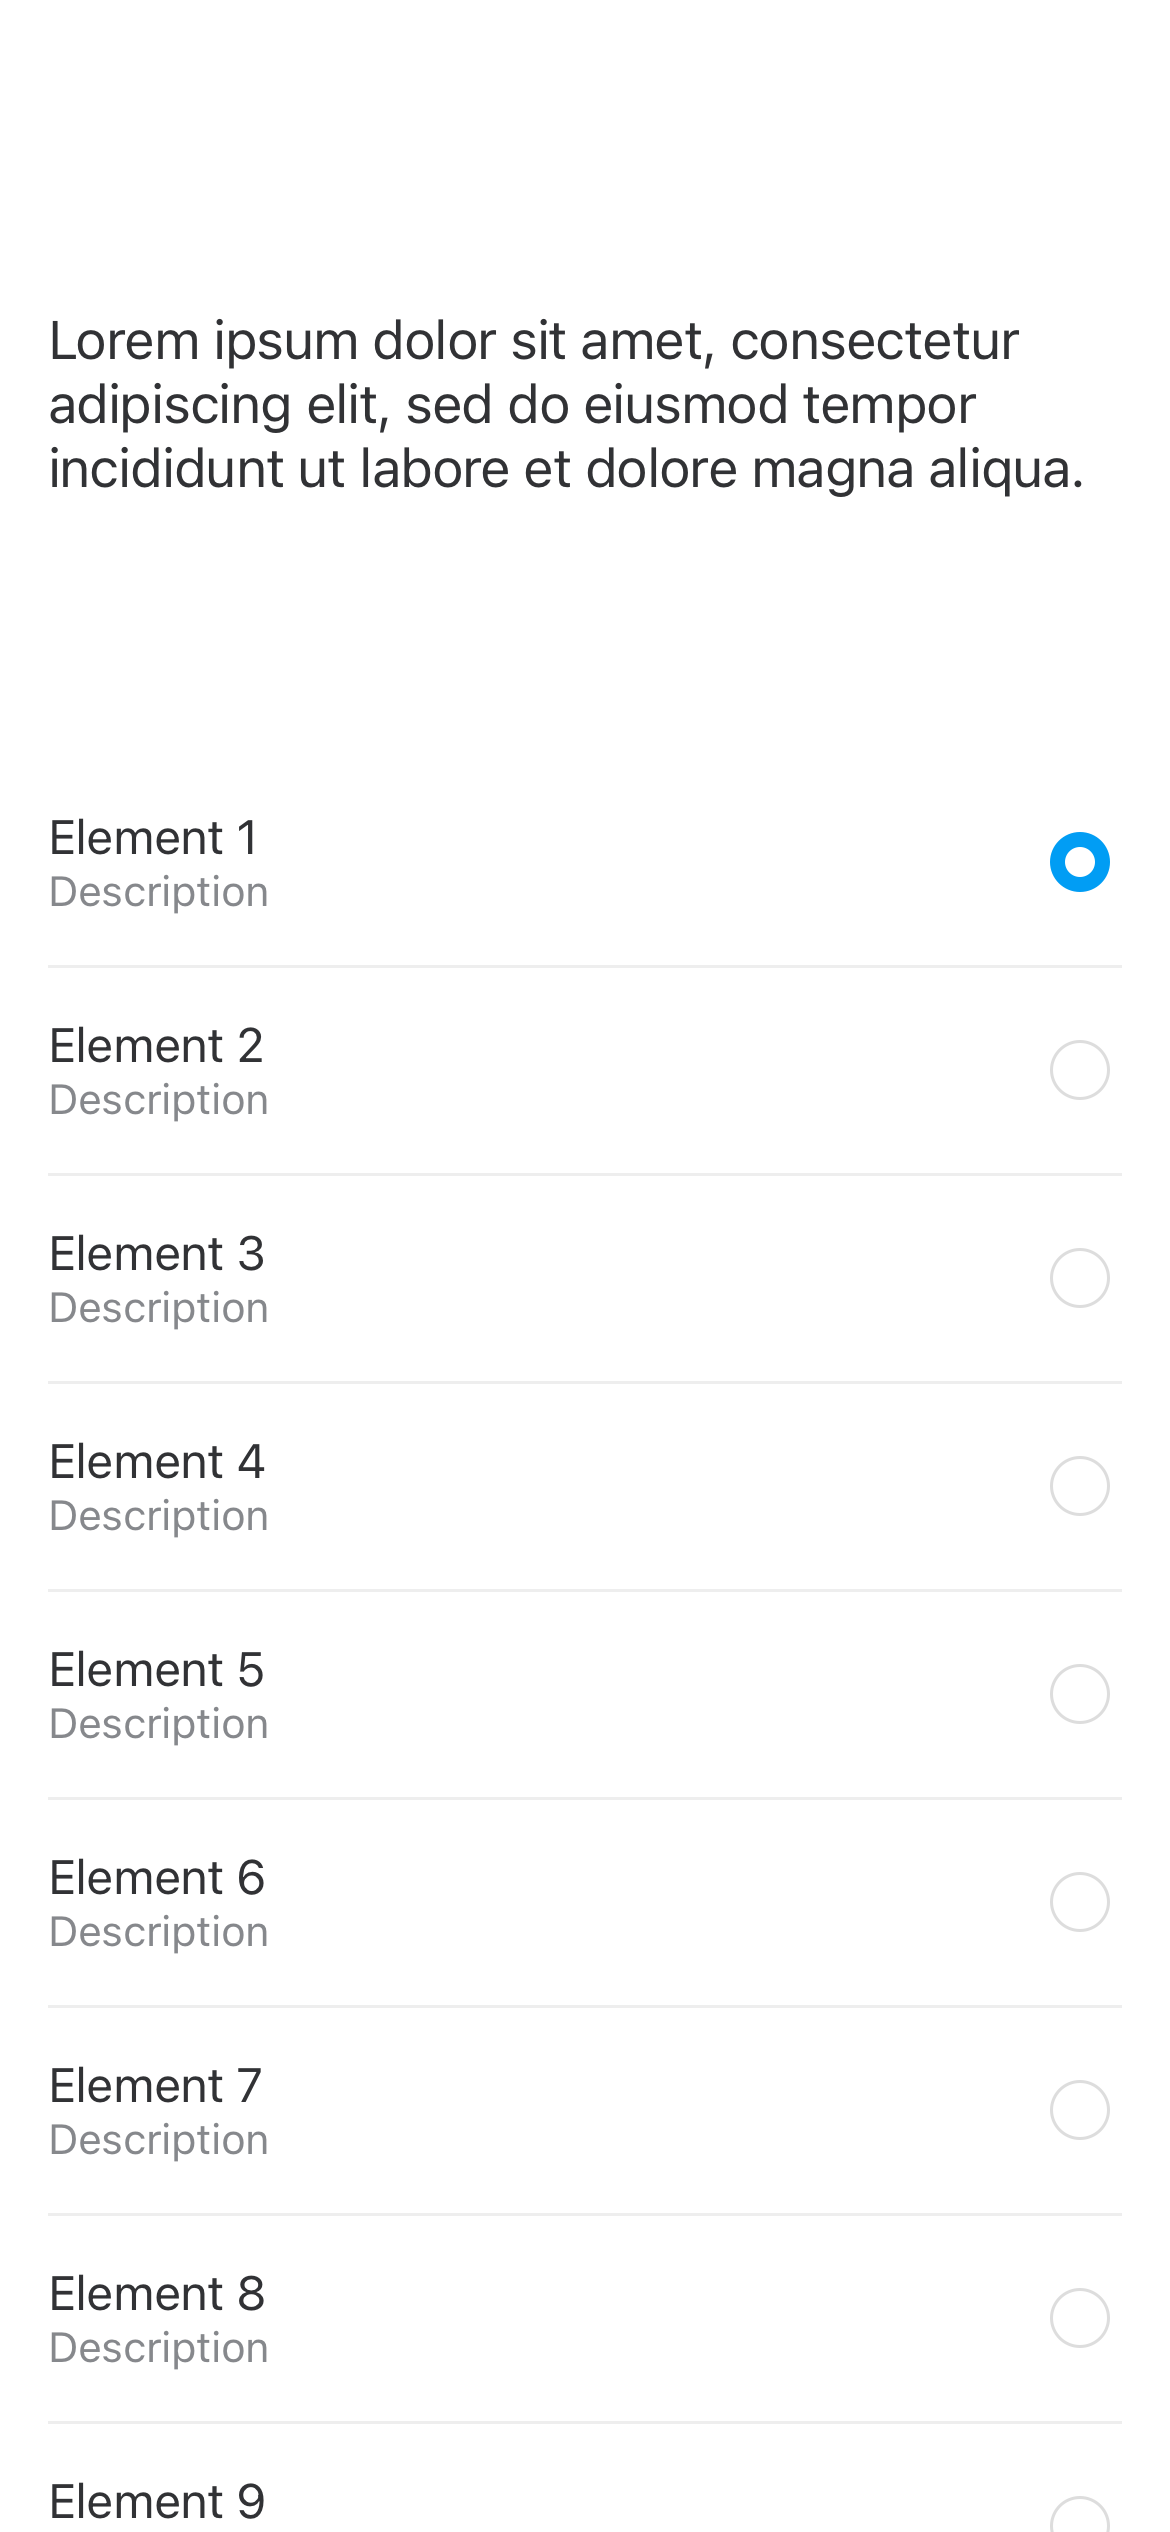 Lorem ipsum dolor sit amet, consectetur
adipiscing elit, sed do eiusmod tempor
incididunt ut labore et dolore magna aliqua.
Element 1
Description
Element 2
Description
Element 3
Description
Element 4
Description
Element 5
Description
Element 6
Description
Element 7
Description
Element 8
Description
Element 9